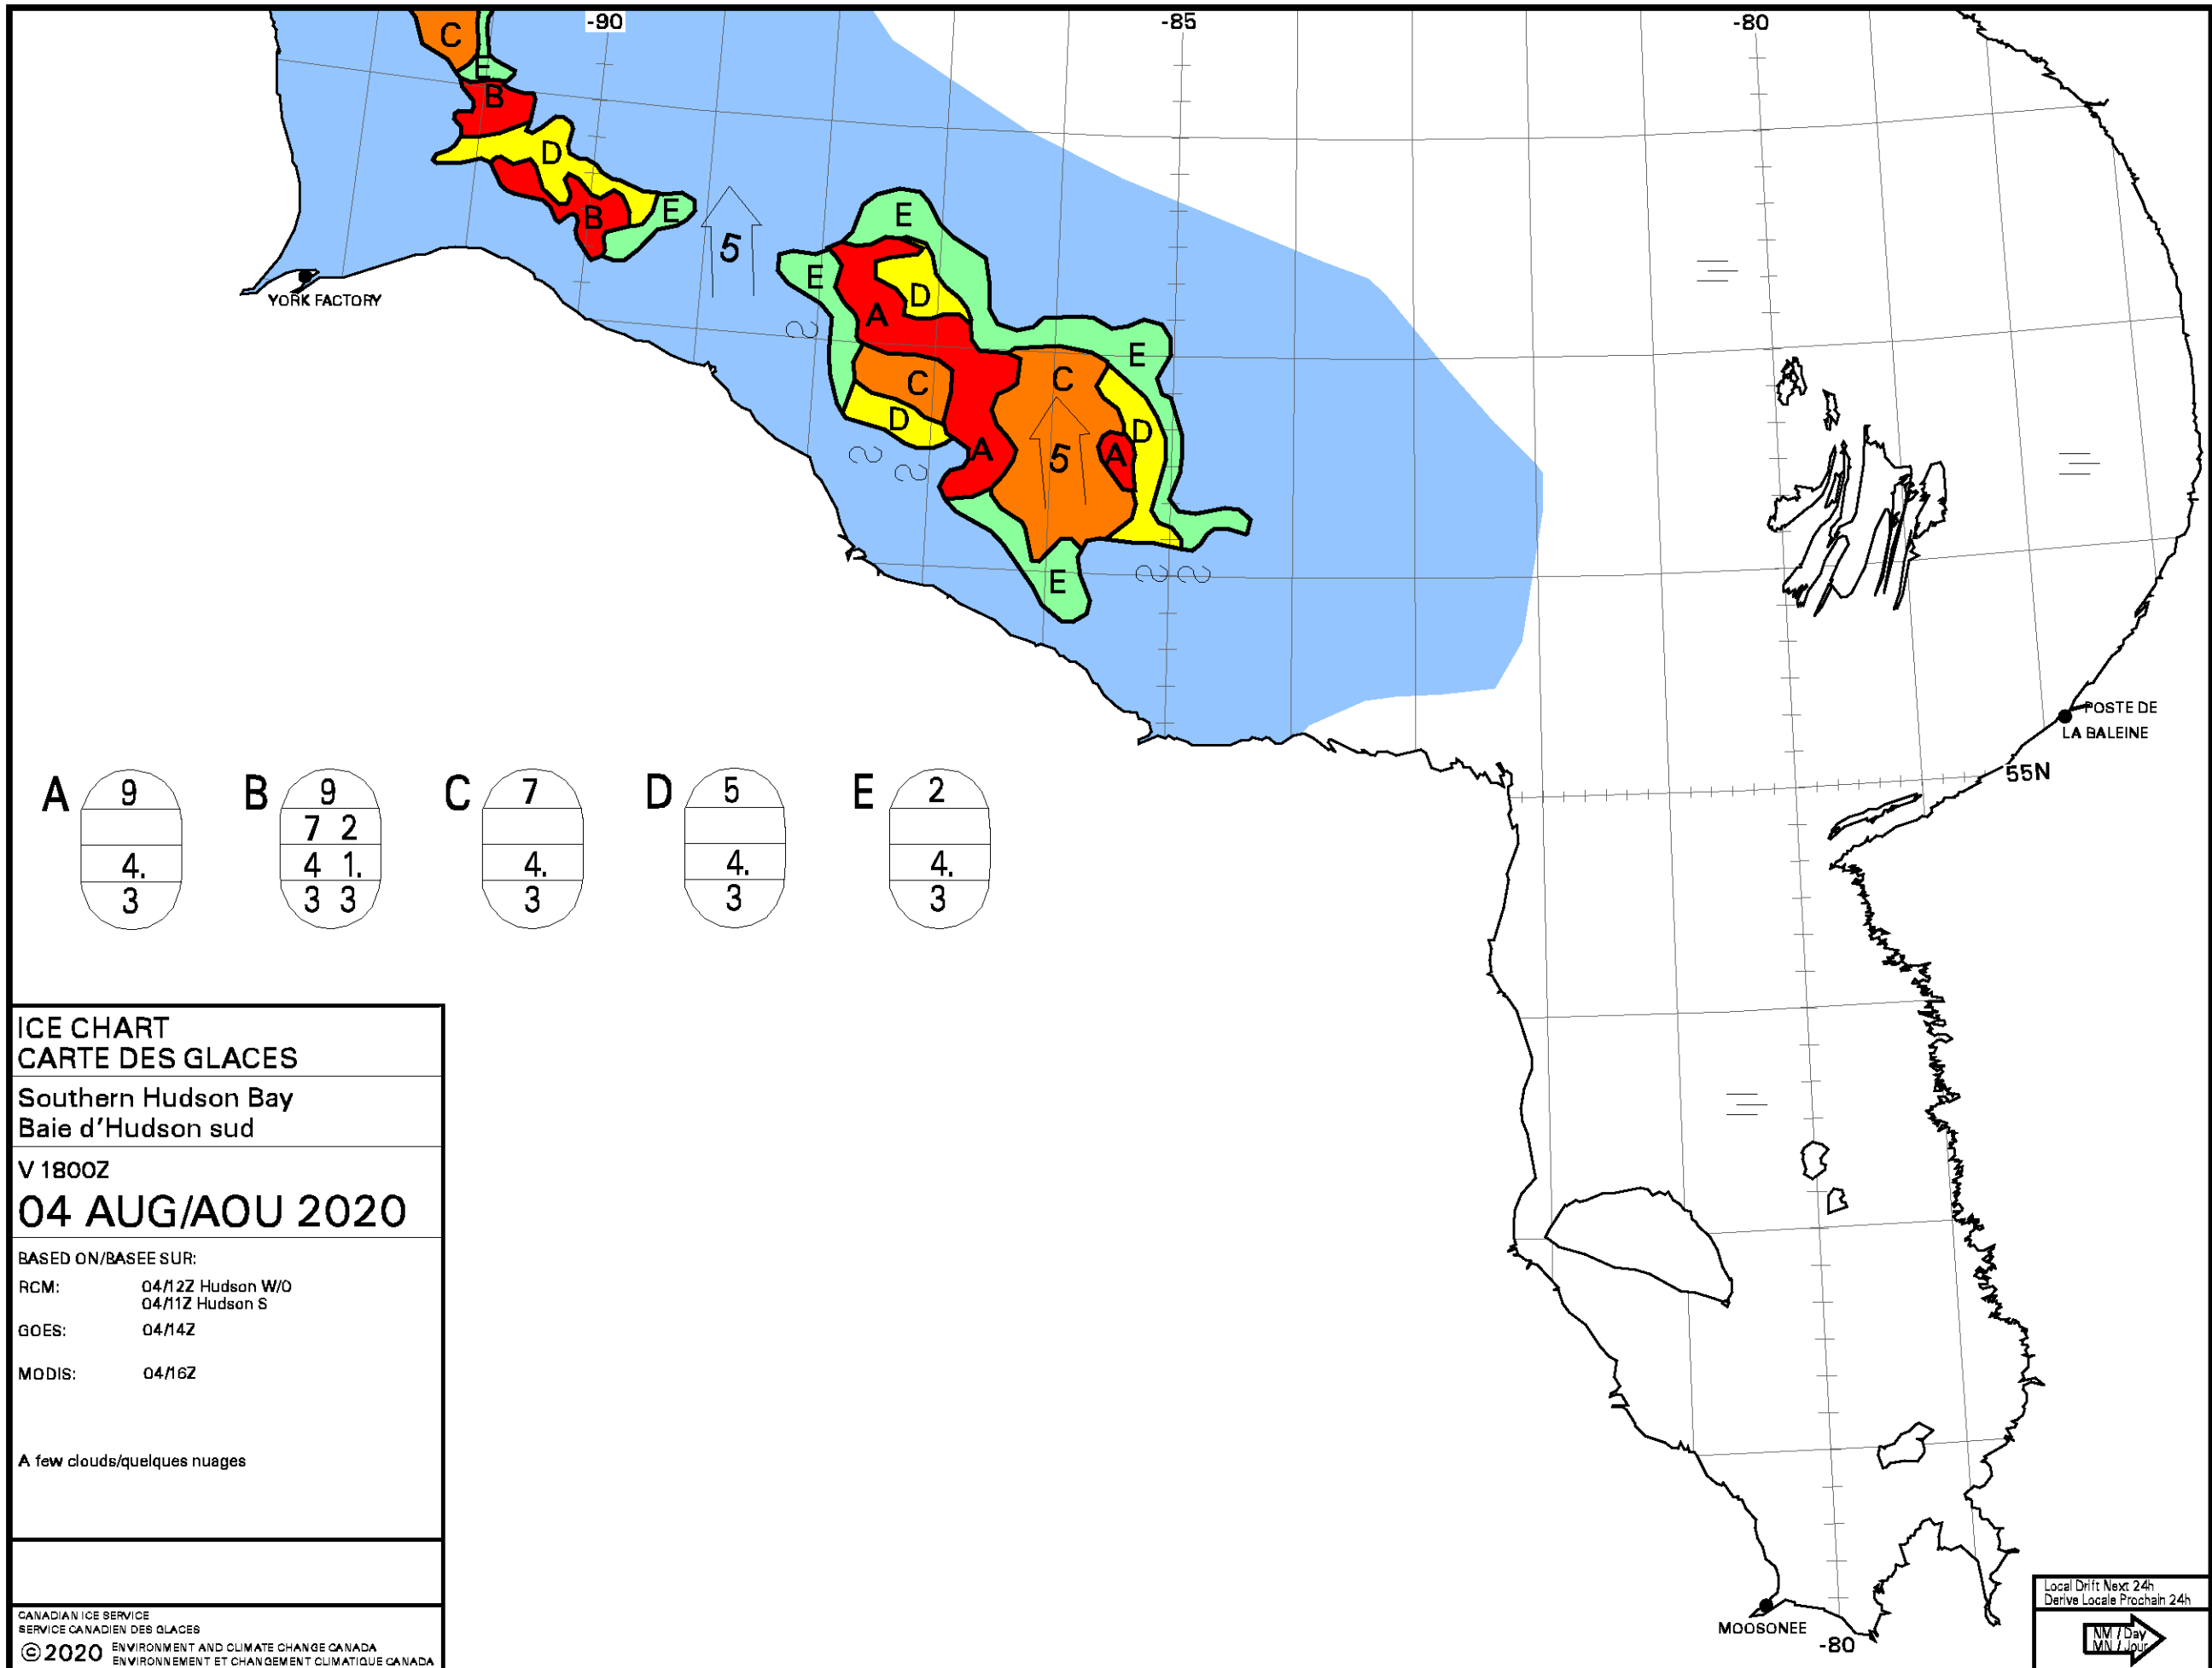 -90
-85
-80
C
E
B
D
B
E
5
E
E
D
A
C
E
C
D
D
A
5
A
E
YORK FACTORY
POSTE DE
LA BALEINE
55N
A
9
4.
3
B
9
7 2
4 1.
3 3
C
7
4.
3
D
5
4.
3
E
2
4.
3
ICE CHART
CARTE DES GLACES
Southern Hudson Bay
Baie d'Hudson sud
V 1800Z
04 AUG/AOU 2020
BASED ON/BASEE SUR:
RCM: 04/12Z Hudson W/O
04/11Z Hudson S
GOES: 04/14Z
MODIS: 04/16Z
A few clouds/quelques nuages
CANADIAN ICE SERVICE
SERVICE CANADIEN DES GLACES
©2020 ENVIRONMENT AND CLIMATE CHANGE CANADA
ENVIRONNEMENT ET CHANGEMENT CLIMATIQUE CANADA
MOOSONEE
-80
Local Drift Next 24h
Derive Locale Prochain 24h
NM / Day
MN / Jour